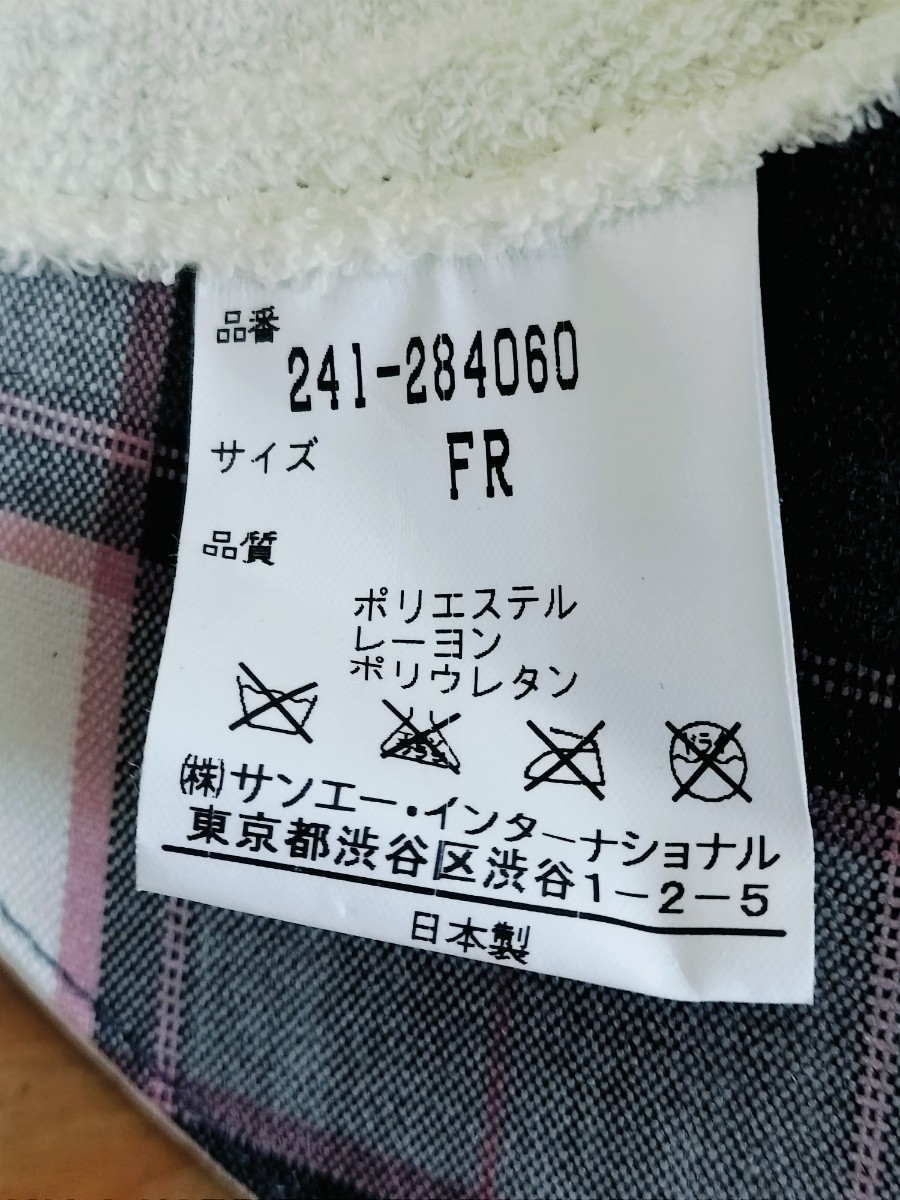 品番
241-284060
サイズ FR
品質
ポリエステル
レーヨン
ポリウレタン
㈱サンエー・インターナショナル
東京都渋谷区渋谷1-2-5
日本製